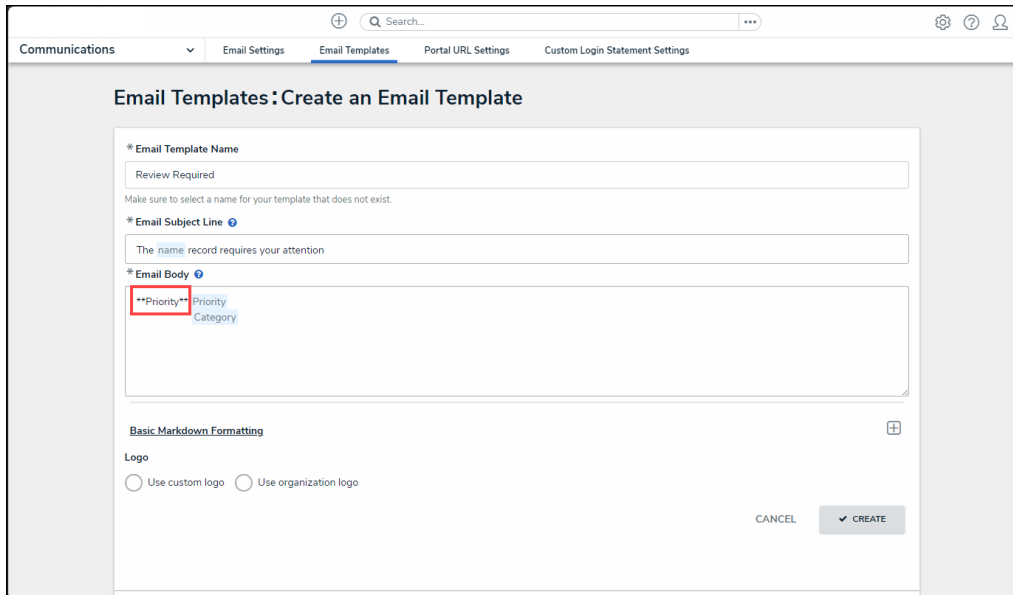 Search...
Communications Email Settings Email Templates Portal URL Settings Custom Login Statement Settings
Email Templates: Create an Email Template
*Email Template Name
Review Required
Make sure to select a name for your template that does not exist.
*Email Subject Line ?
The name record requires your attention
*Email Body ?
**Priority** Priority
Category
Basic Markdown Formatting
Logo
Use custom logo Use organization logo
CANCEL ✔ CREATE